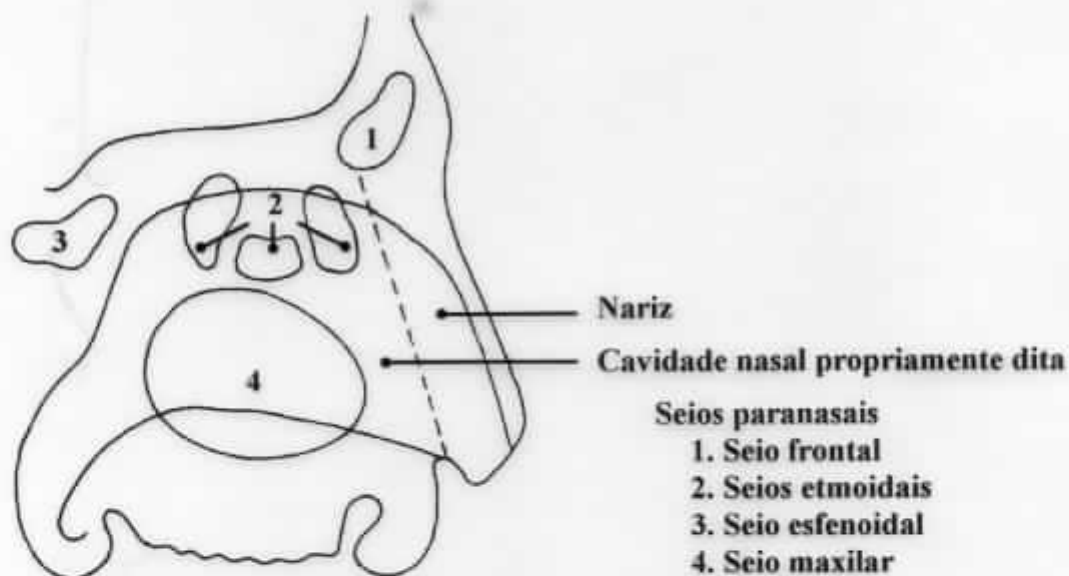 1
2
3
4
Nariz
Cavidade nasal propriamente dita
Seios paranasais
1. Seio frontal
2. Seios etmoidais
3. Seio esfenoidal
4. Seio maxilar